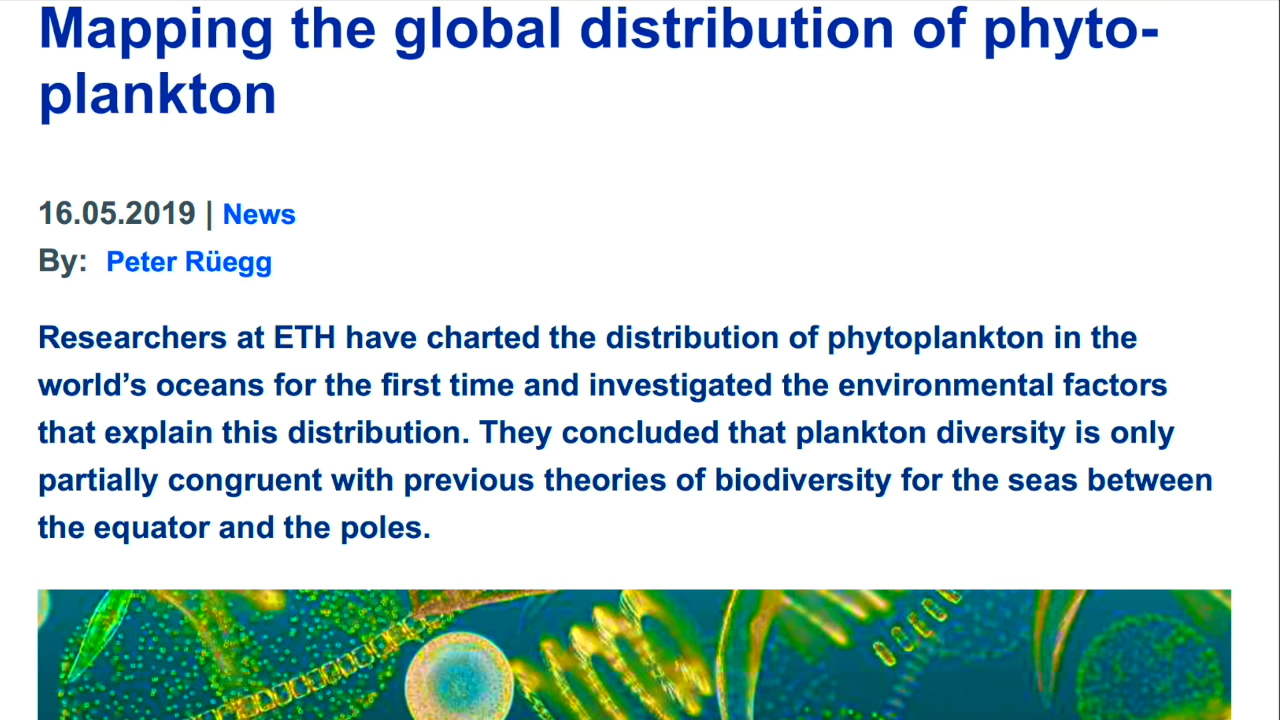 Mapping the global distribution of phyto-
plankton
16.05.2019 | News
By: Peter Rüegg
Researchers at ETH have charted the distribution of phytoplankton in the
world’s oceans for the first time and investigated the environmental factors
that explain this distribution. They concluded that plankton diversity is only
partially congruent with previous theories of biodiversity for the seas between
the equator and the poles.